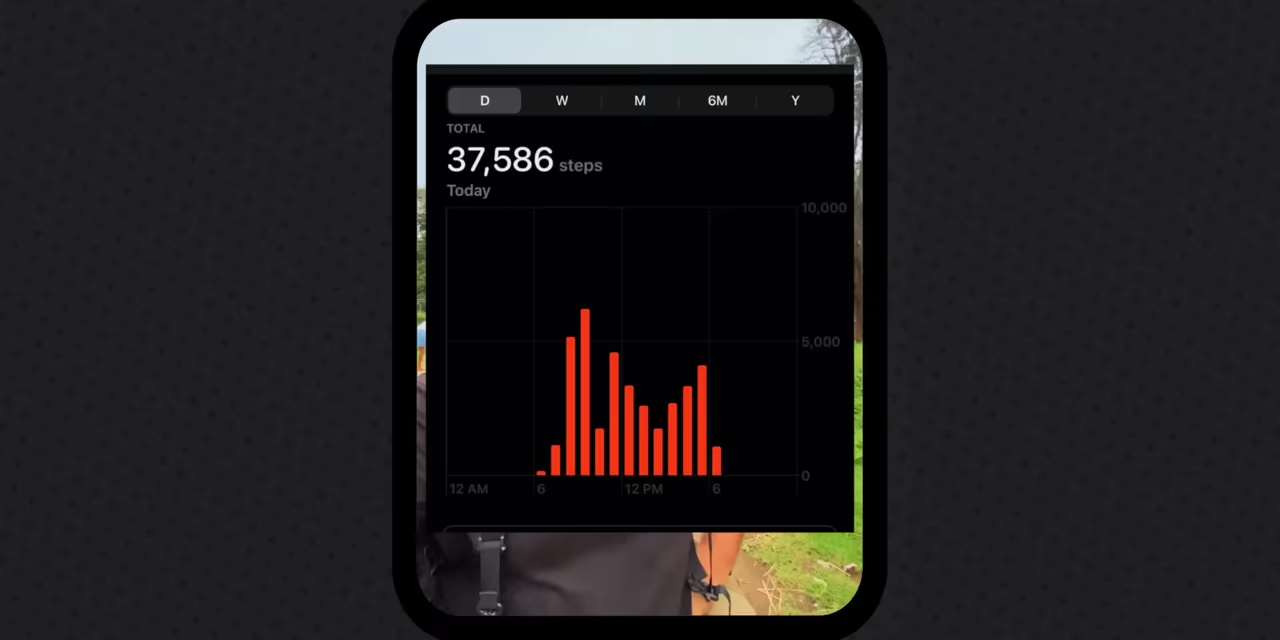 D W M 6M Y
TOTAL
37,586 steps
Today
10,000
5,000
0
12 AM 6 12 PM 6